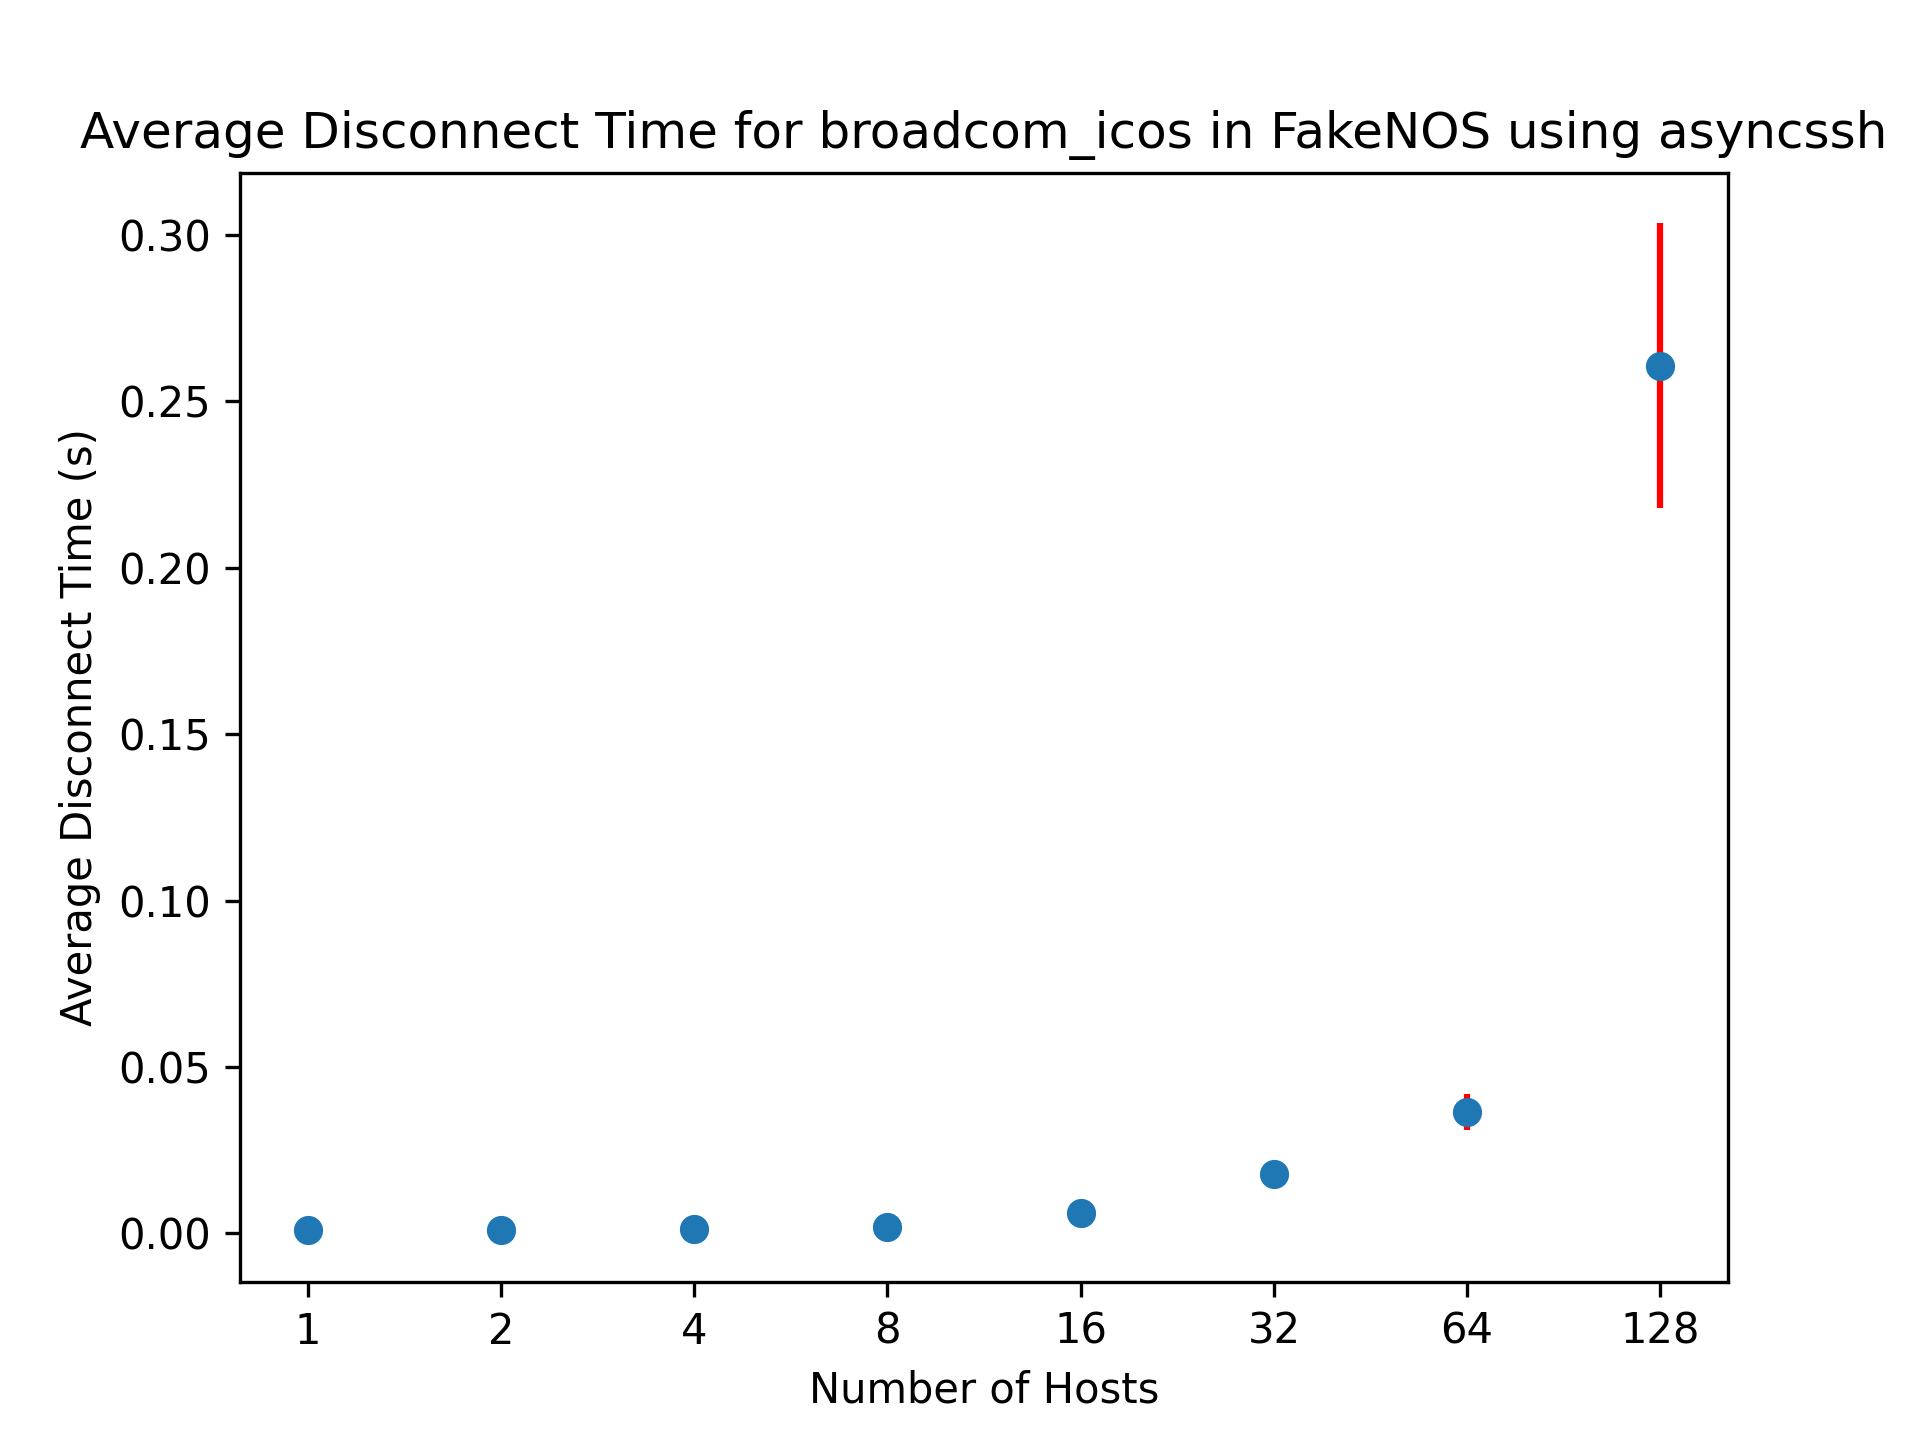 Average Disconnect Time for broadcom_icos in FakeNOS using asyncssh
Average Disconnect Time (s)
0.30
0.25
0.20
0.15
0.10
0.05
0.00
1 2 4 8 16 32 64 128
Number of Hosts